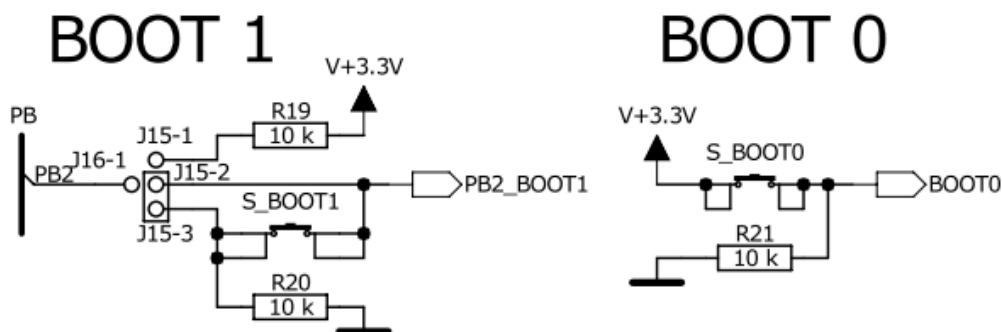 BOOT 1
BOOT 0
V+3.3V
PB
R19
10 k
J15-1
J16-1
PB2
J15-2
PB2_BOOT1
S_BOOT1
J15-3
R20
10 k
V+3.3V
S_BOOT0
BOOT0
R21
10 k